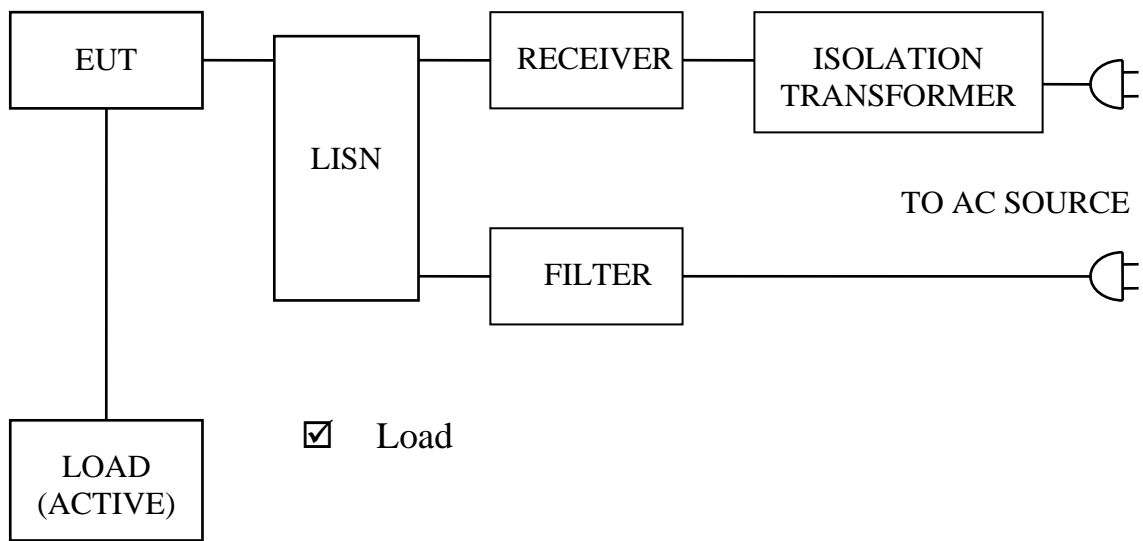 EUT
LISN
RECEIVER
ISOLATION
TRANSFORMER
TO AC SOURCE
FILTER
LOAD
(ACTIVE)
☑ Load